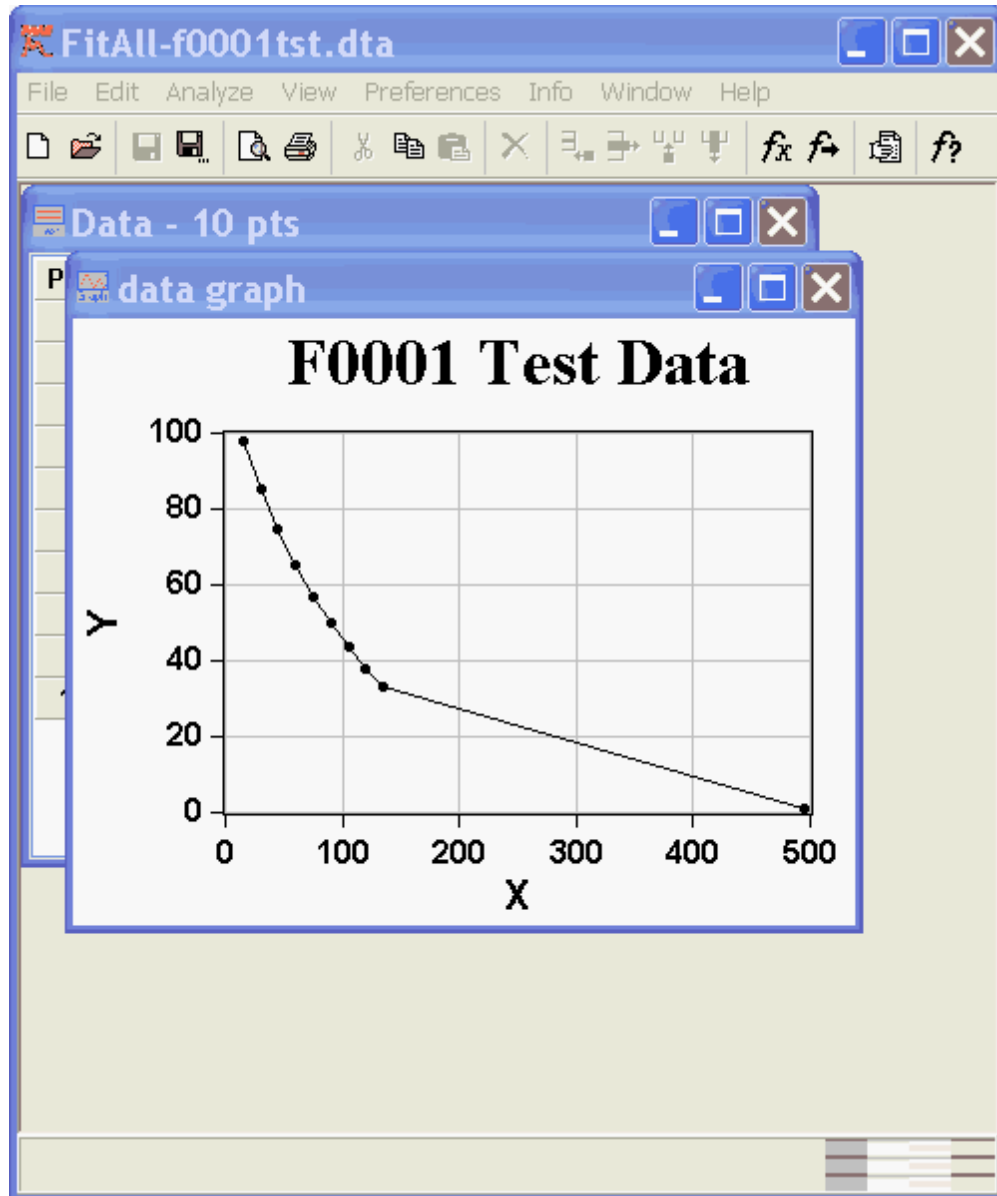 FitAll-f0001tst.dta
File Edit Analyze View Preferences Info Window Help
fx f f?
Data - 10 pts
P
data graph
F0001 Test Data
100
80
60
40
20
0
Y
0 100 200 300 400 500
X